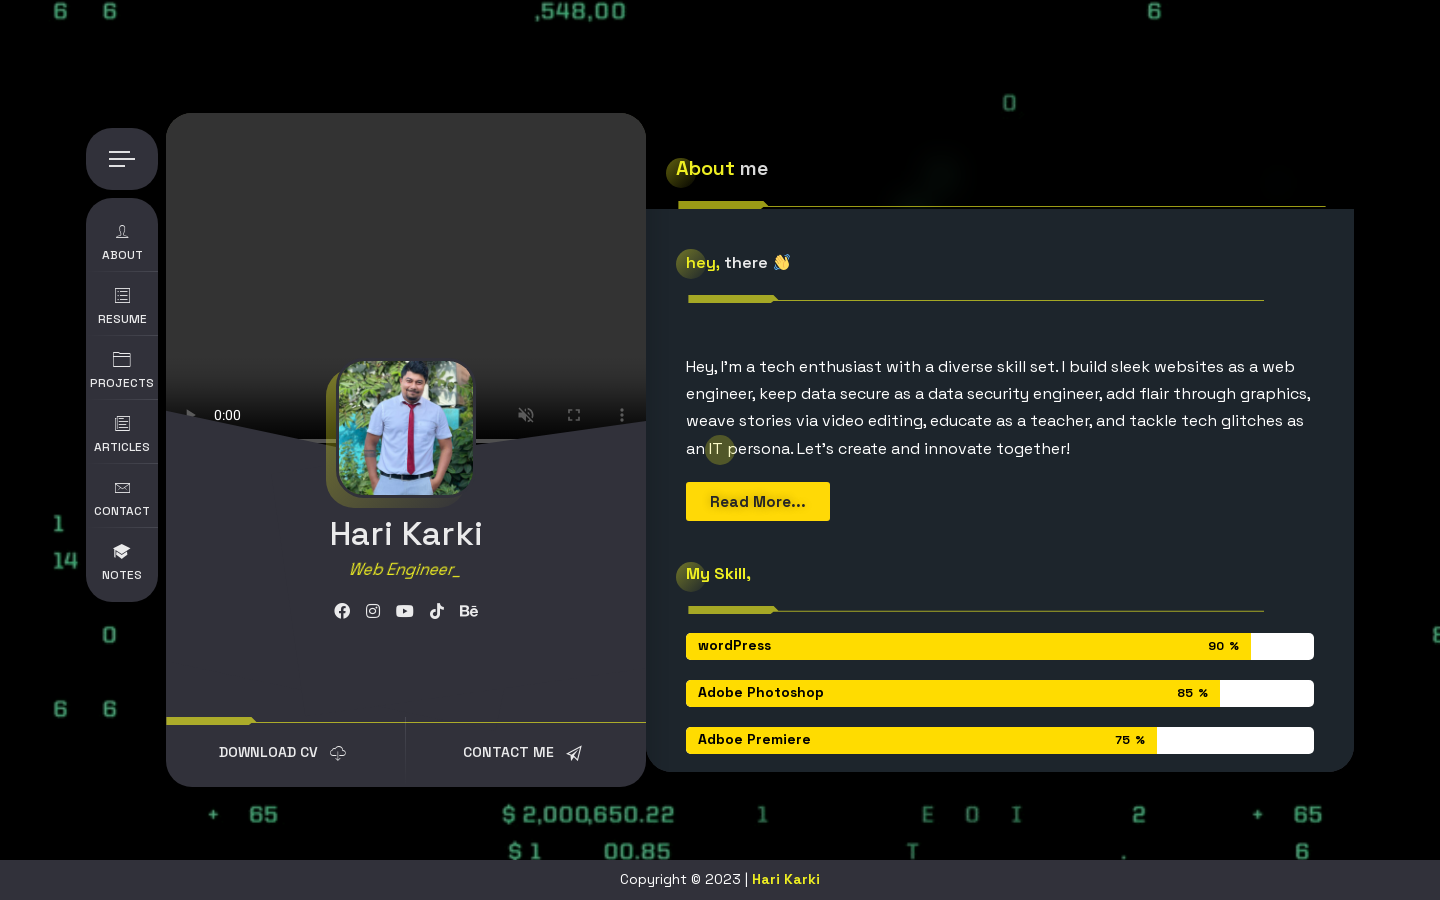 6 6 ,548,00 6
0
About me
ABOUT
RESUME
PROJECTS
ARTICLES
CONTACT
NOTES
0:00
Hari Karki
Web Engineer_
Bē
DOWNLOAD CV
CONTACT ME
hey, there 👋
Hey, I'm a tech enthusiast with a diverse skill set. I build sleek websites as a web
engineer, keep data secure as a data security engineer, add flair through graphics,
weave stories via video editing, educate as a teacher, and tackle tech glitches as
an IT persona. Let's create and innovate together!
Read More...
My Skill,
wordPress 90 %
Adobe Photoshop 85 %
Adboe Premiere 75 %
1
14
0
6 6
+ 65 $ 2,000,650.22 1 E O I 2 + 65
$ 1 00.85 T . 6
Copyright © 2023 | Hari Karki